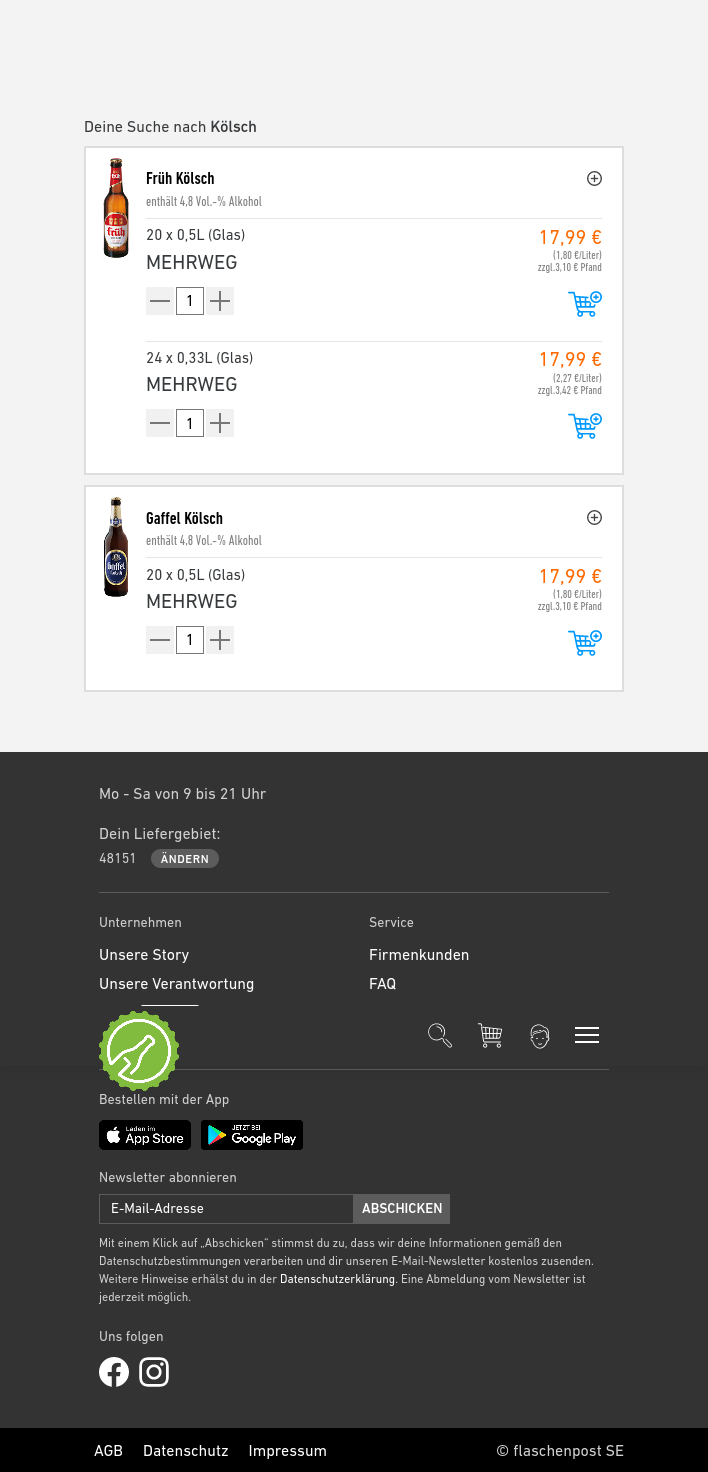 Deine Suche nach Kölsch
Früh Kölsch
enthält 4,8 Vol.-% Alkohol
früh
20 x 0,5L (Glas)
17,99 €
MEHRWEG
(1,80 €/Liter)
zzgl.3,10 € Pfand
1
24 x 0,33L (Glas)
17,99 €
MEHRWEG
(2,27 €/Liter)
zzgl.3,42 € Pfand
1
Gaffel Kölsch
enthält 4,8 Vol.-% Alkohol
Gaffel
20 x 0,5L (Glas)
17,99 €
MEHRWEG
(1,80 €/Liter)
zzgl.3,10 € Pfand
1
Mo - Sa von 9 bis 21 Uhr
Dein Liefergebiet:
48151 ÄNDERN
Unternehmen Service
Unsere Story Firmenkunden
Unsere Verantwortung FAQ
Bestellen mit der App
Laden im
App Store
JETZT BEI
Google Play
Newsletter abonnieren
E-Mail-Adresse ABSCHICKEN
Mit einem Klick auf „Abschicken“ stimmst du zu, dass wir deine Informationen gemäß den
Datenschutzbestimmungen verarbeiten und dir unseren E-Mail-Newsletter kostenlos zusenden.
Weitere Hinweise erhälst du in der Datenschutzerklärung. Eine Abmeldung vom Newsletter ist
jederzeit möglich.
Uns folgen
AGB Datenschutz Impressum © flaschenpost SE